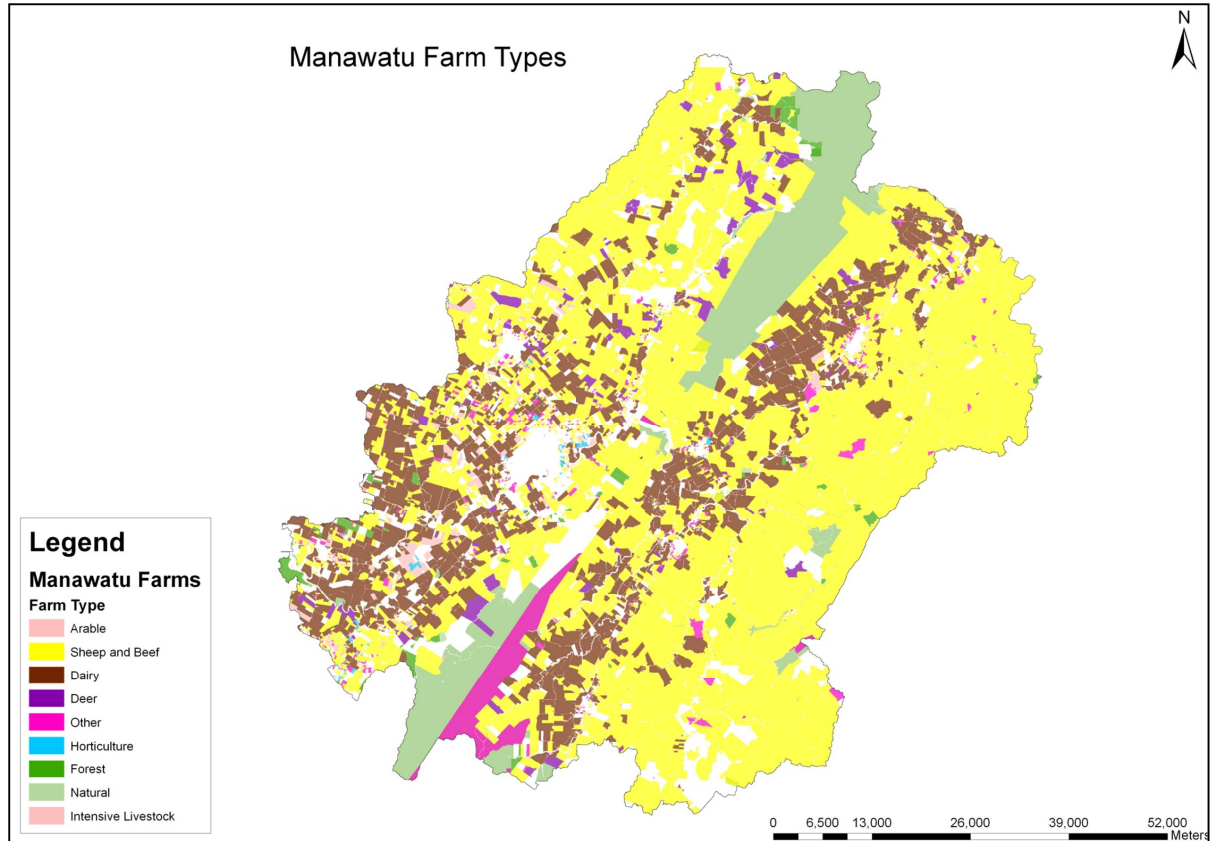 Manawatu Farm Types
N
Legend
Manawatu Farms
Farm Type
Arable
Sheep and Beef
Dairy
Deer
Other
Horticulture
Forest
Natural
Intensive Livestock
0 6,500 13,000 26,000 39,000 52,000
Meters